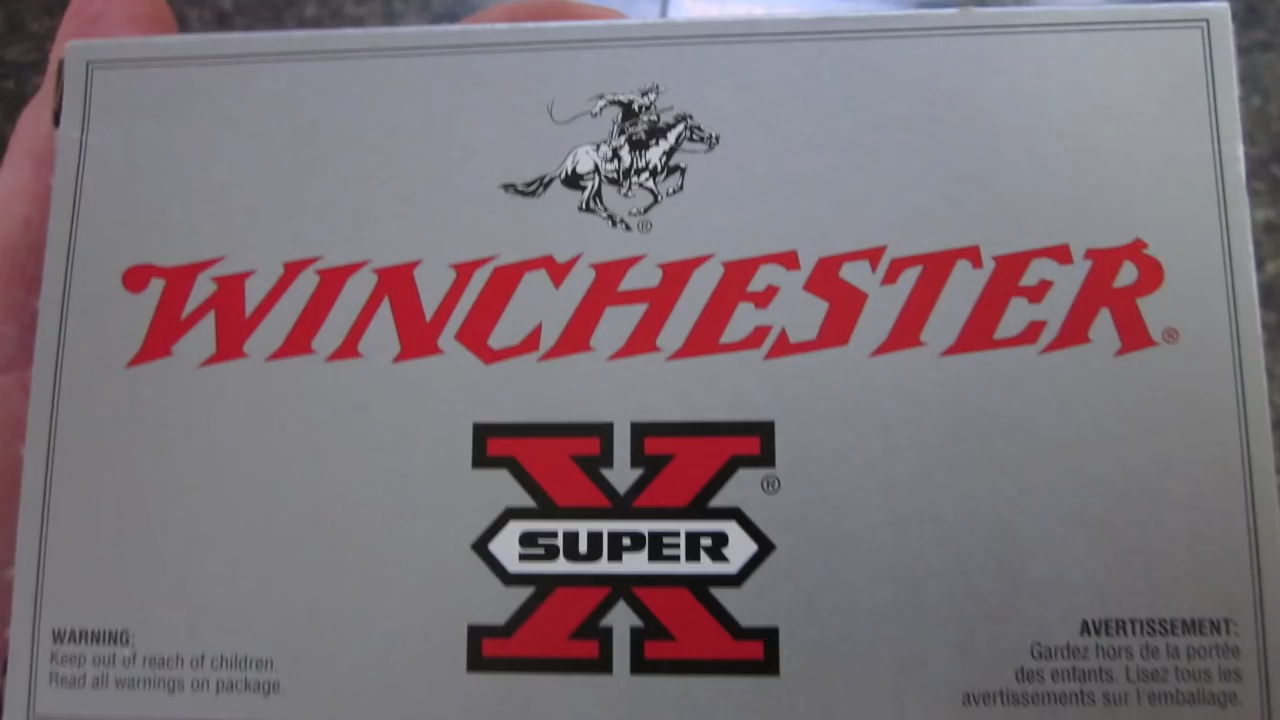 ®
WINCHESTER®
X®
SUPER
WARNING:
Keep out of reach of children.
Read all warnings on package.
AVERTISSEMENT:
Gardez hors de la portée
des enfants. Lisez tous les
avertissements sur l'emballage.